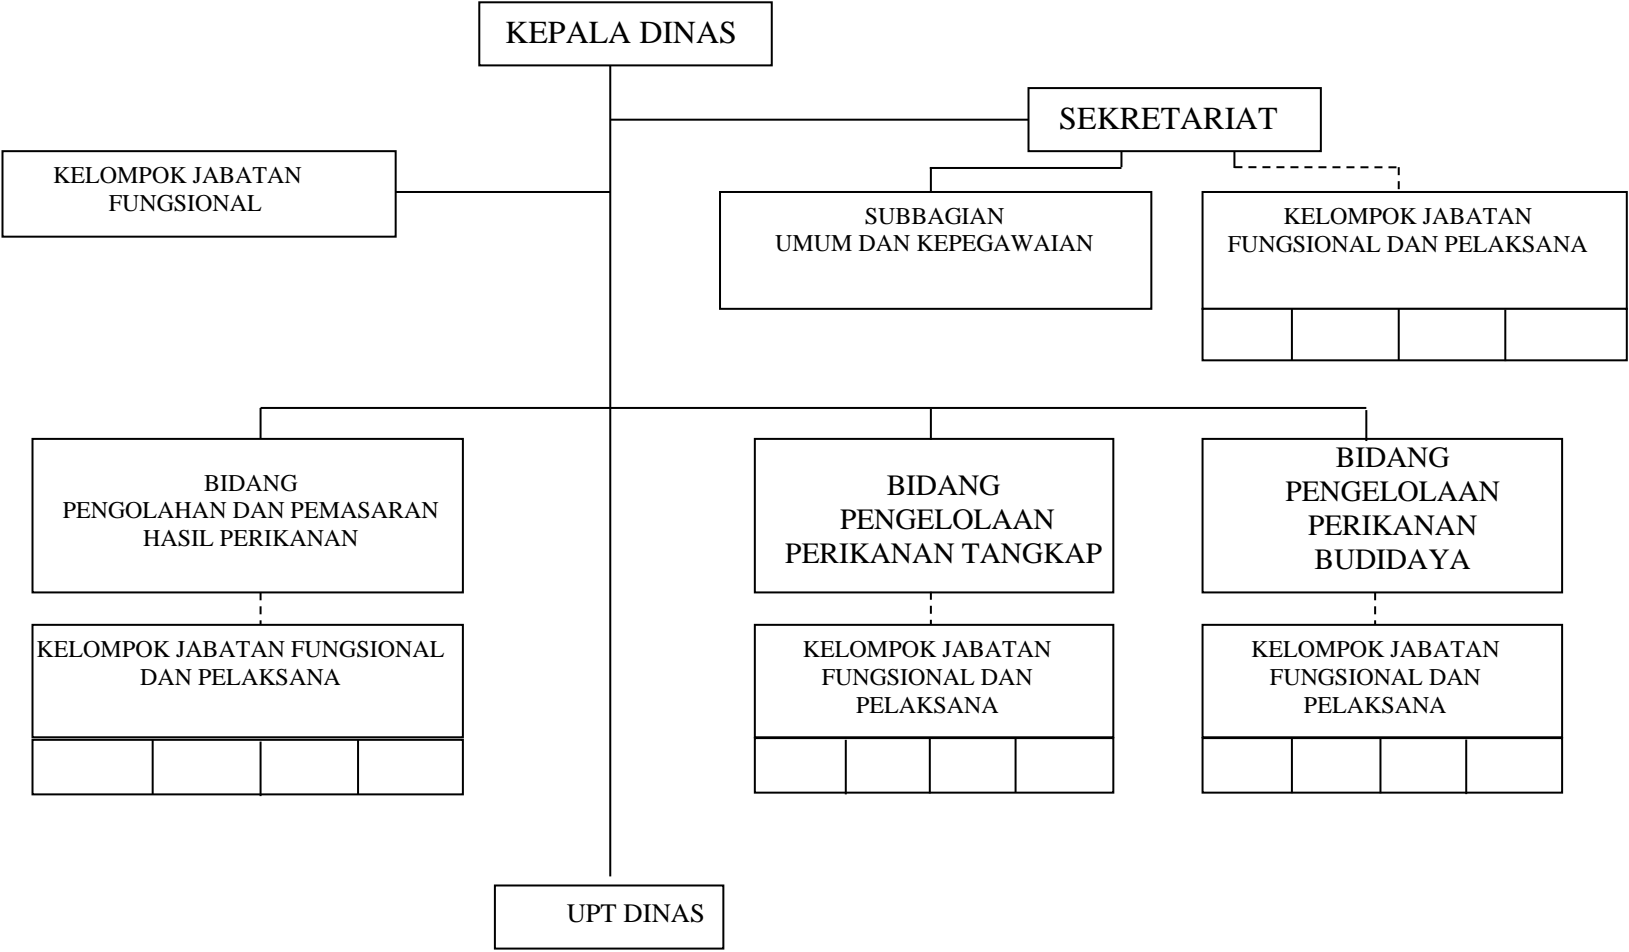 KEPALA DINAS
SEKRETARIAT
KELOMPOK JABATAN
FUNGSIONAL
SUBBAGIAN
UMUM DAN KEPEGAWAIAN
KELOMPOK JABATAN
FUNGSIONAL DAN PELAKSANA
BIDANG
PENGOLAHAN DAN PEMASARAN
HASIL PERIKANAN
BIDANG
PENGELOLAAN
PERIKANAN TANGKAP
BIDANG
PENGELOLAAN
PERIKANAN
BUDIDAYA
KELOMPOK JABATAN FUNGSIONAL
DAN PELAKSANA
KELOMPOK JABATAN
FUNGSIONAL DAN
PELAKSANA
KELOMPOK JABATAN
FUNGSIONAL DAN
PELAKSANA
UPT DINAS